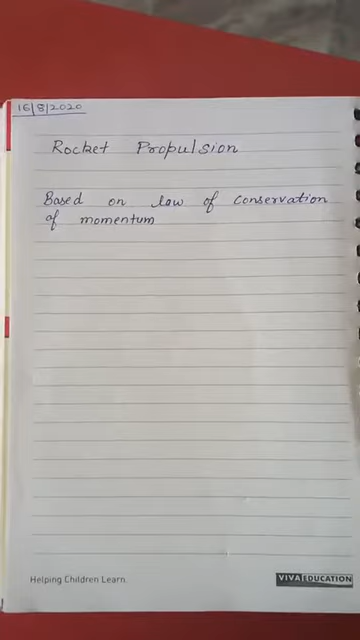 16/8/2020
Rocket Propulsion
Based on law of conservation
of momentum
Helping Children Learn
VIVA EDUCATION